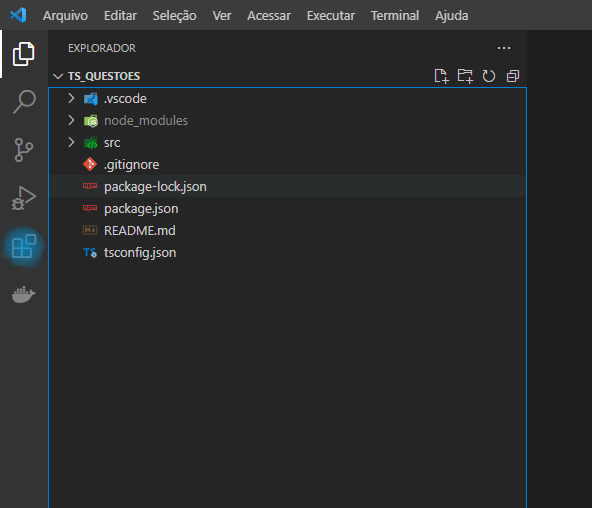 Arquivo Editar Seleção Ver Acessar Executar Terminal Ajuda
EXPLORADOR
TS_QUESTOES
.vscode
node_modules
src
.gitignore
package-lock.json
package.json
README.md
TS tsconfig.json